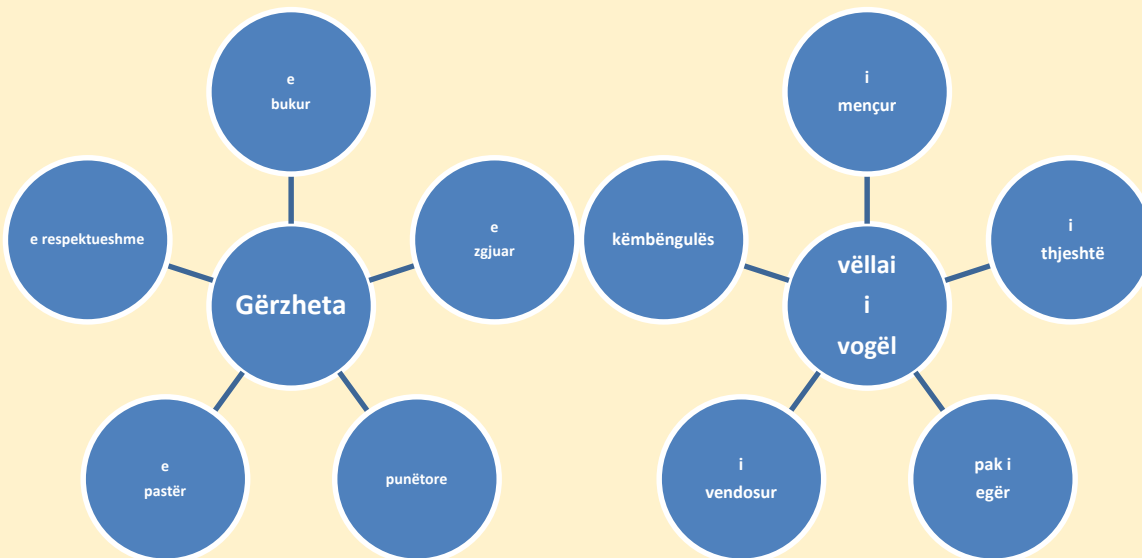 e
bukur
e
zgjuar
punëtore
e
pastër
e respektueshme
Gërzheta
i
mençur
i
thjeshtë
pak i
egër
i
vendosur
këmbëngulës
vëllai
i
vogël